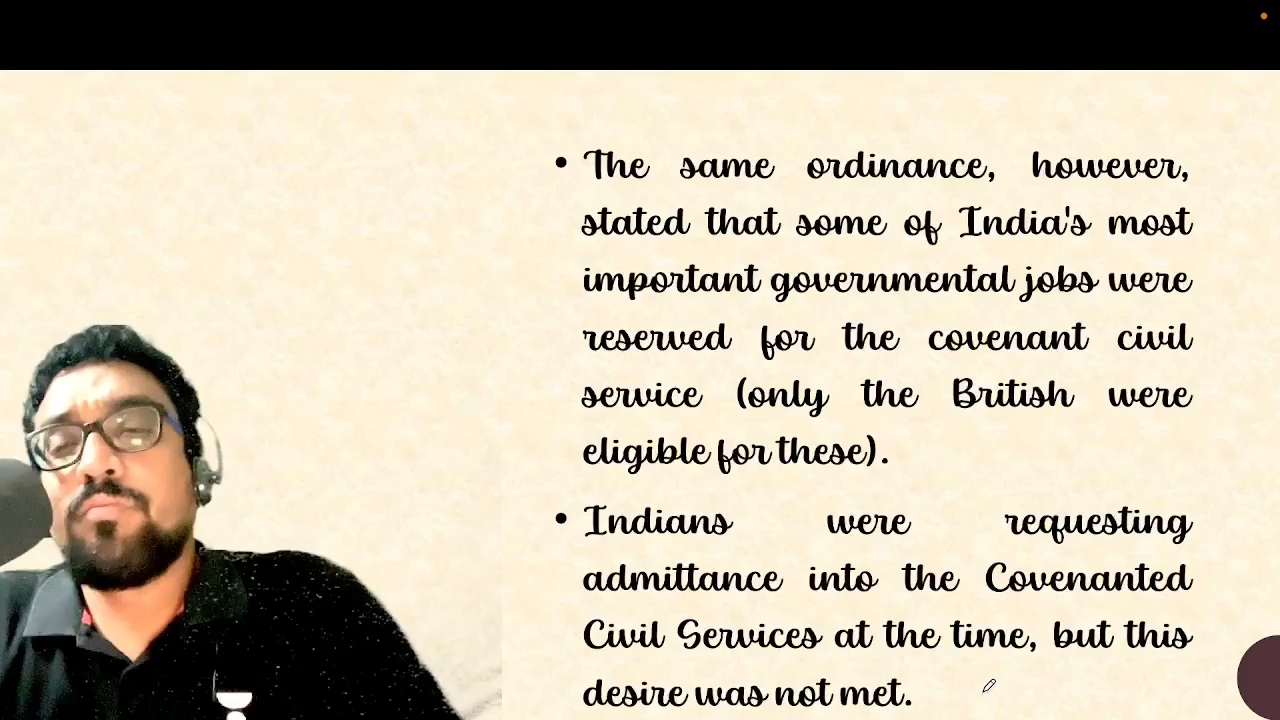 • The same ordinance, however,
stated that some of India's most
important governmental jobs were
reserved for the covenant civil
service (only the British were
eligible for these).
• Indians were requesting
admittance into the Covenanted
Civil Services at the time, but this
desire was not met.